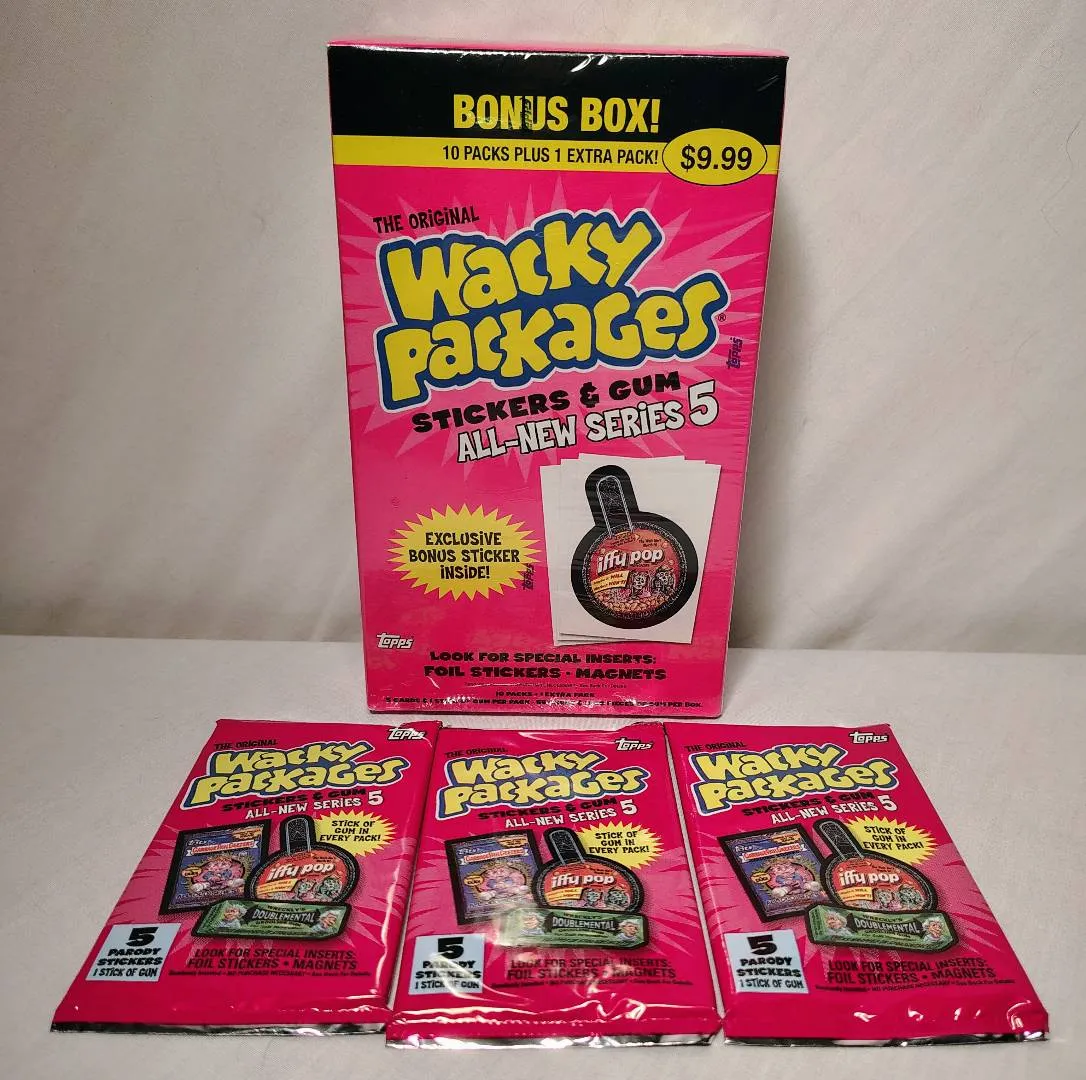 BONUS BOX!
10 PACKS PLUS 1 EXTRA PACK!
$9.99
THE ORiGiNAL
Wacky
Packages®
Topps
STICKERS & GUM
ALL-NEW SERiES 5
EXCLUSiVE
BONUS STiCKER
iNSiDE!
iffy pop
Topps
LOOK FOR SPECIAL INSERTS:
FOIL STICKERS • MAGNETS
10 PACKS • 1 EXTRA PACK
Topps
THE ORiGiNAL
Wacky
Packages
STICKERS & GUM
ALL-NEW SERiES 5
STiCK OF
GUM iN
EVERY PACK!
iffy pop
DOUBLEMENTAL
5
PARODY
STiCKERS
1 STiCK OF GUM
LOOK FOR SPECIAL INSERTS:
FOIL STICKERS • MAGNETS
Topps
THE ORiGiNAL
Wacky
Packages
STICKERS & GUM
ALL-NEW SERiES 5
STiCK OF
GUM iN
EVERY PACK!
iffy pop
DOUBLEMENTAL
5
PARODY
STiCKERS
1 STiCK OF GUM
LOOK FOR SPECIAL INSERTS:
FOIL STICKERS • MAGNETS
Topps
THE ORiGiNAL
Wacky
Packages
STICKERS & GUM
ALL-NEW SERiES 5
STiCK OF
GUM iN
EVERY PACK!
iffy pop
DOUBLEMENTAL
5
PARODY
STiCKERS
1 STiCK OF GUM
LOOK FOR SPECIAL INSERTS:
FOIL STICKERS • MAGNETS